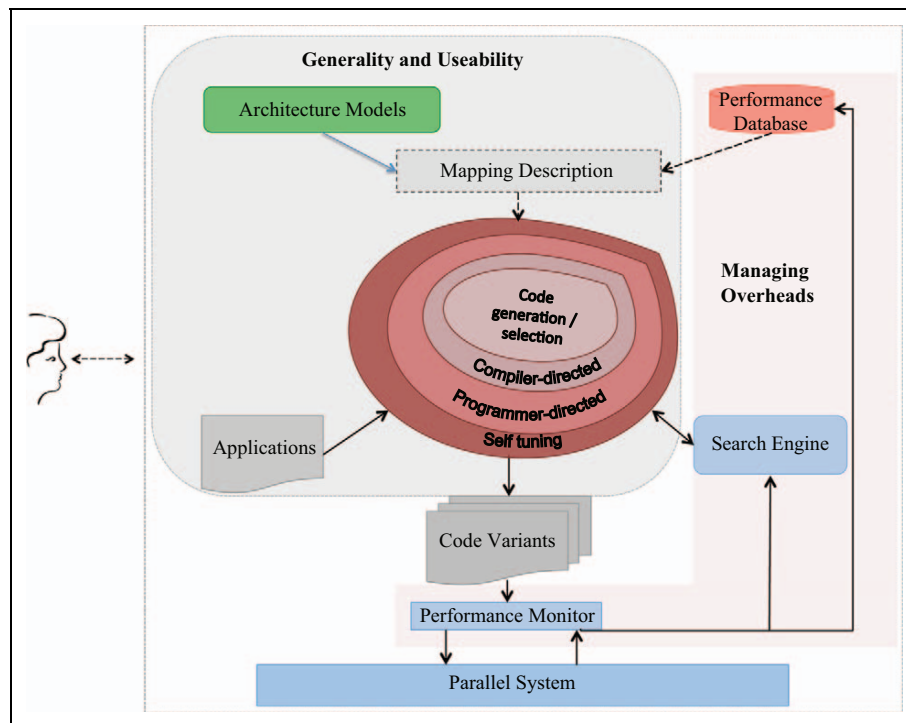 Generality and Useability
Architecture Models
Performance
Database
Mapping Description
Managing
Overheads
Code
generation /
selection
Compiler-directed
Programmer-directed
Self tuning
Applications
Search Engine
Code Variants
Performance Monitor
Parallel System